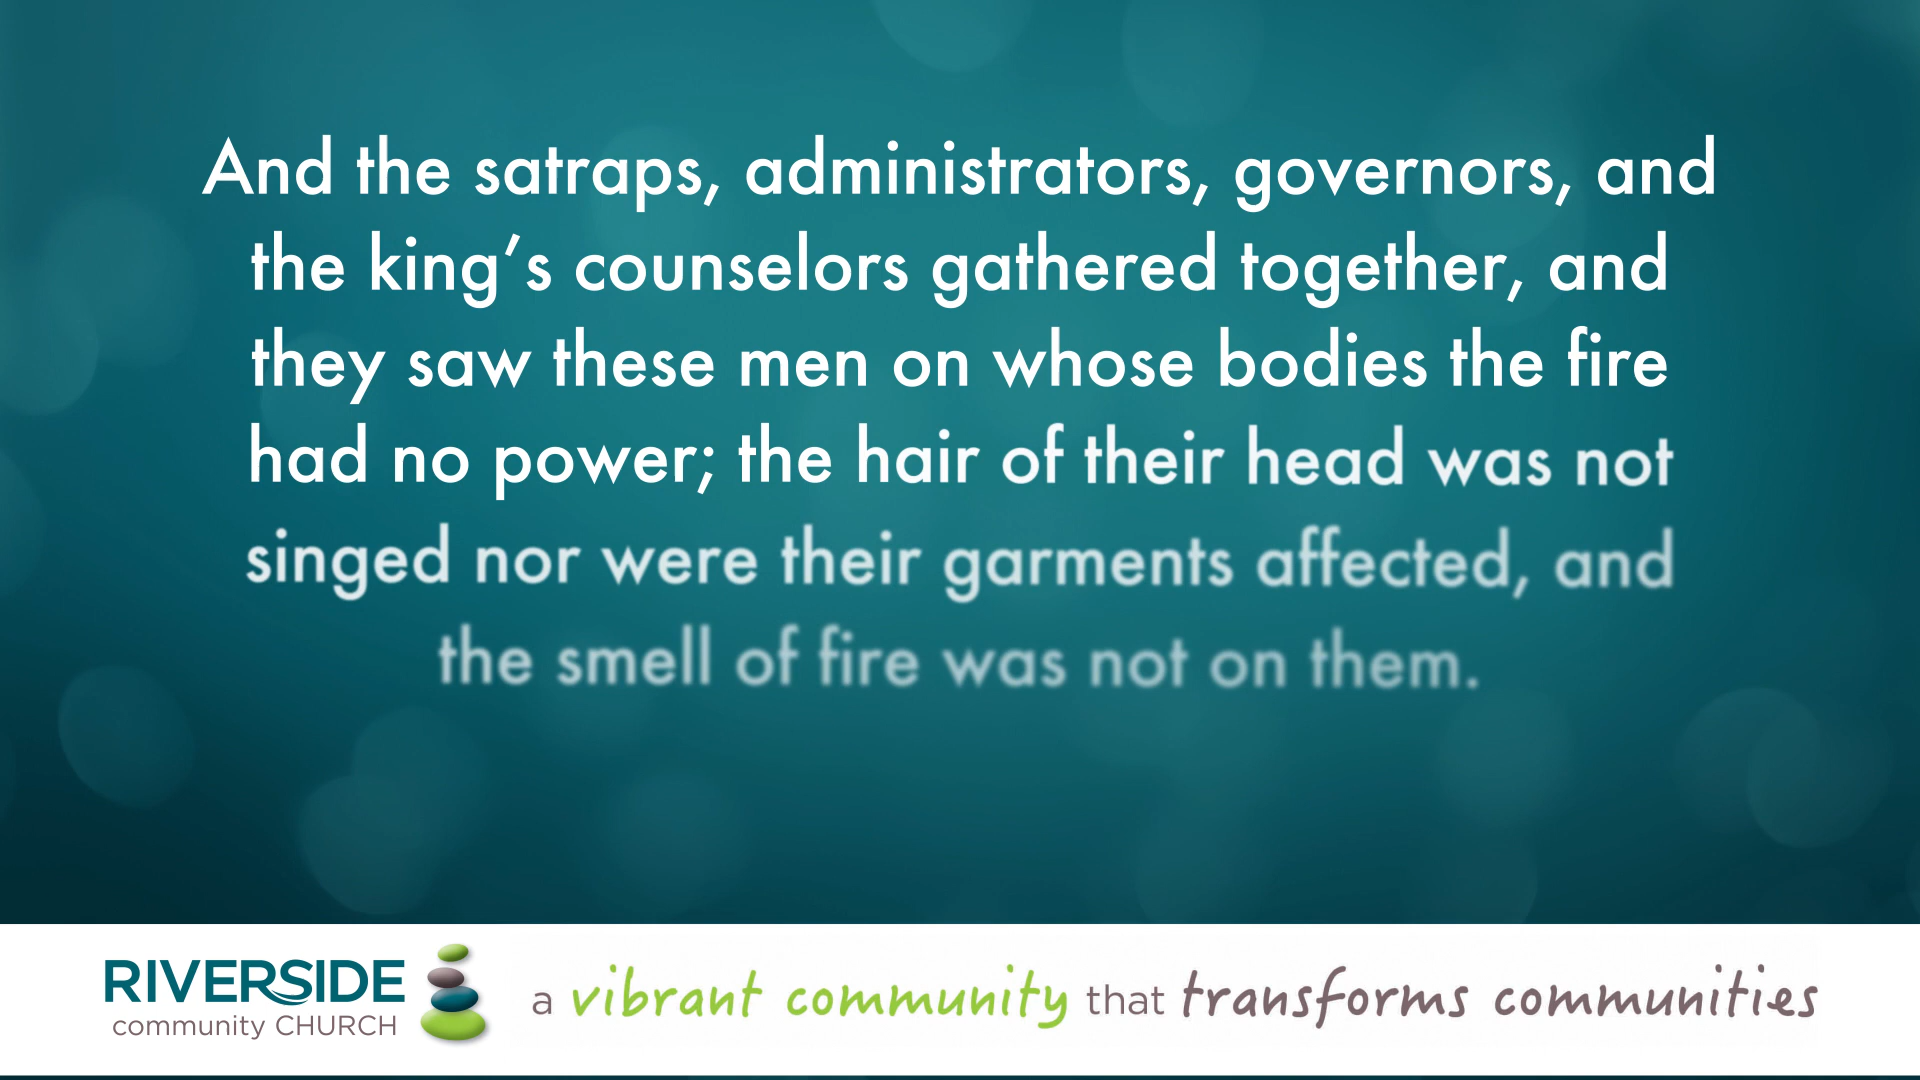 And the satraps, administrators, governors, and
the king’s counselors gathered together, and
they saw these men on whose bodies the fire
had no power; the hair of their head was not
singed nor were their garments affected, and
the smell of fire was not on them.
RIVERSIDE
community CHURCH
a vibrant community that transforms communities